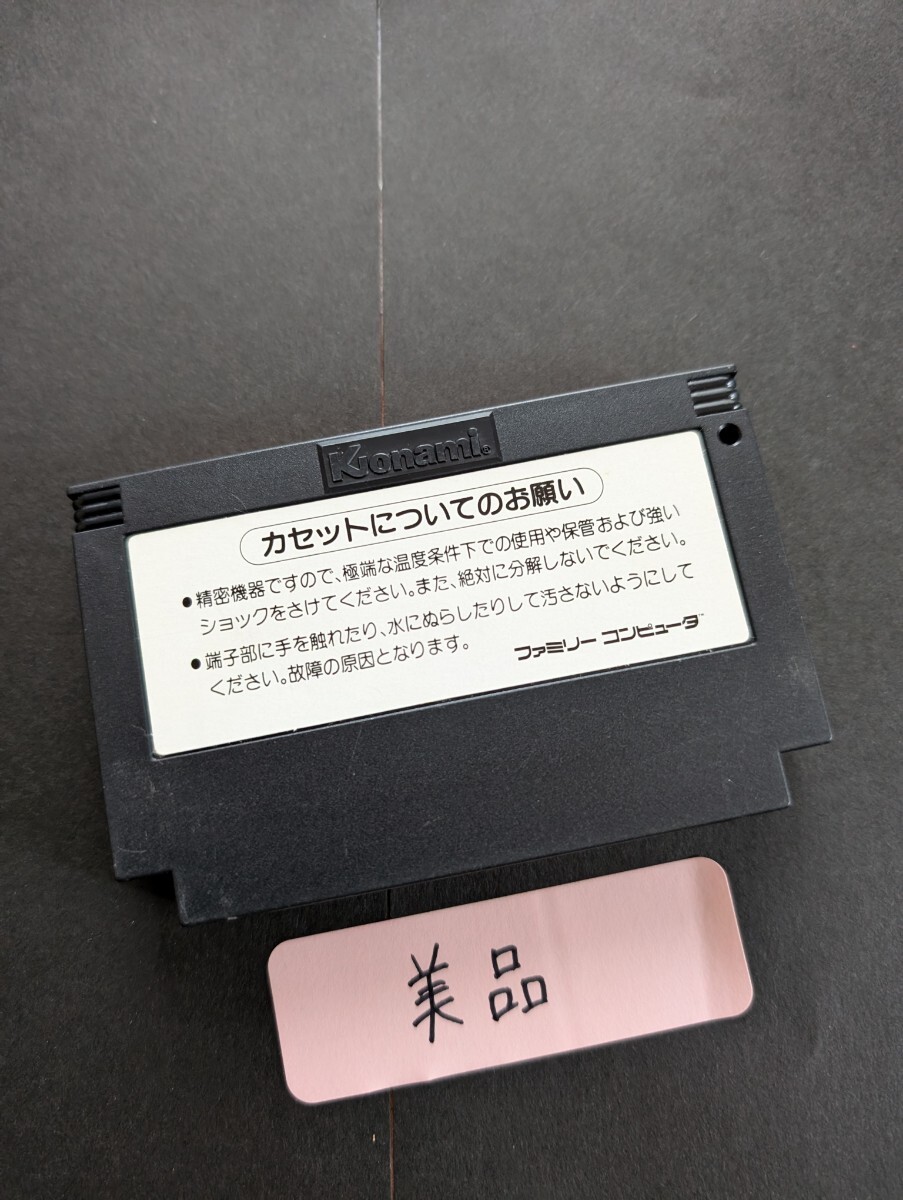 Konami®
カセットについてのお願い
●精密機器ですので、極端な温度条件下での使用や保管および強い
ショックをさけてください。また、絶対に分解しないでください。
●端子部に手を触れたり、水にぬらしたりして汚さないようにして
ください。故障の原因となります。
ファミリーコンピュータ™
美品